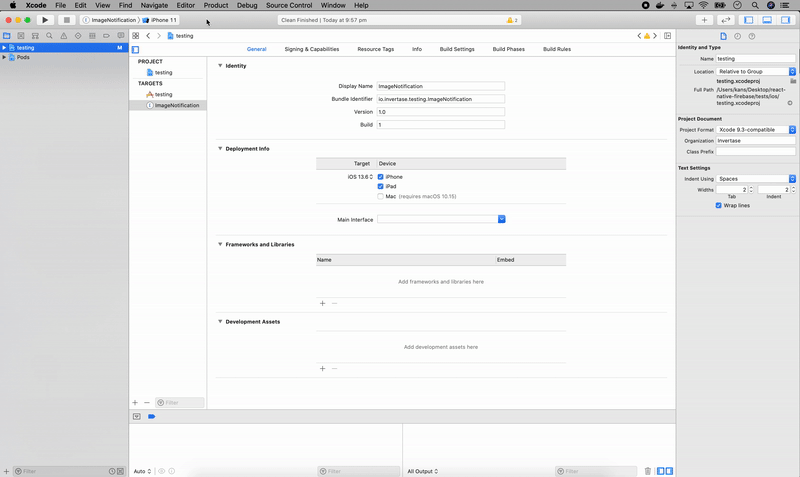 Xcode File Edit View Find Navigate Editor Product Debug Source Control Window Help
ImageNotification iPhone 11
Clean Finished | Today at 9:57 pm
2
testing M
Pods
testing
General Signing & Capabilities Resource Tags Info Build Settings Build Phases Build Rules
PROJECT
testing
TARGETS
testing
ImageNotification
Identity
Display Name ImageNotification
Bundle Identifier io.invertase.testing.ImageNotification
Version 1.0
Build 1
Deployment Info
Target Device
iOS 13.6 iPhone
iPad
Mac (requires macOS 10.15)
Main Interface
Frameworks and Libraries
Name Embed
Add frameworks and libraries here
Development Assets
Add development assets here
Filter
Identity and Type
Name testing
Location Relative to Group
testing.xcodeproj
Full Path /Users/kans/Desktop/react-
native-firebase/tests/ios/
testing.xcodeproj
Project Document
Project Format Xcode 9.3-compatible
Organization Invertase
Class Prefix
Text Settings
Indent Using Spaces
Widths 2 2
Tab Indent
Wrap lines
Filter
Auto Filter
All Output Filter